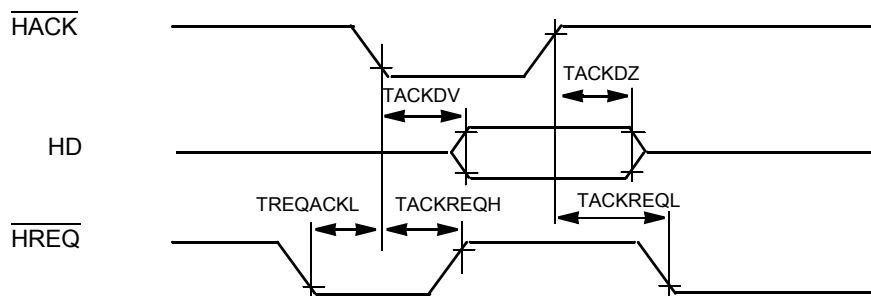 HACK
TACKDZ
TACKDV
HD
TREQACKL TACKREQH TACKREQL
HREQ